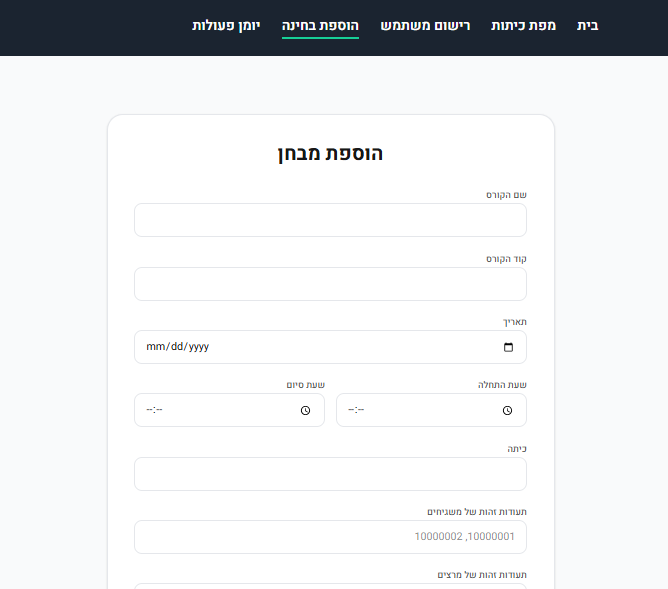 בית מפת כיתות רישום משתמש הוספת בחינה יומן פעולות
הוספת מבחן
שם הקורס
קוד הקורס
תאריך
mm/dd/yyyy
שעת התחלה שעת סיום
--:-- --:--
כיתה
תעודות זהות של משגיחים
10000001, 10000002
תעודות זהות של מרצים